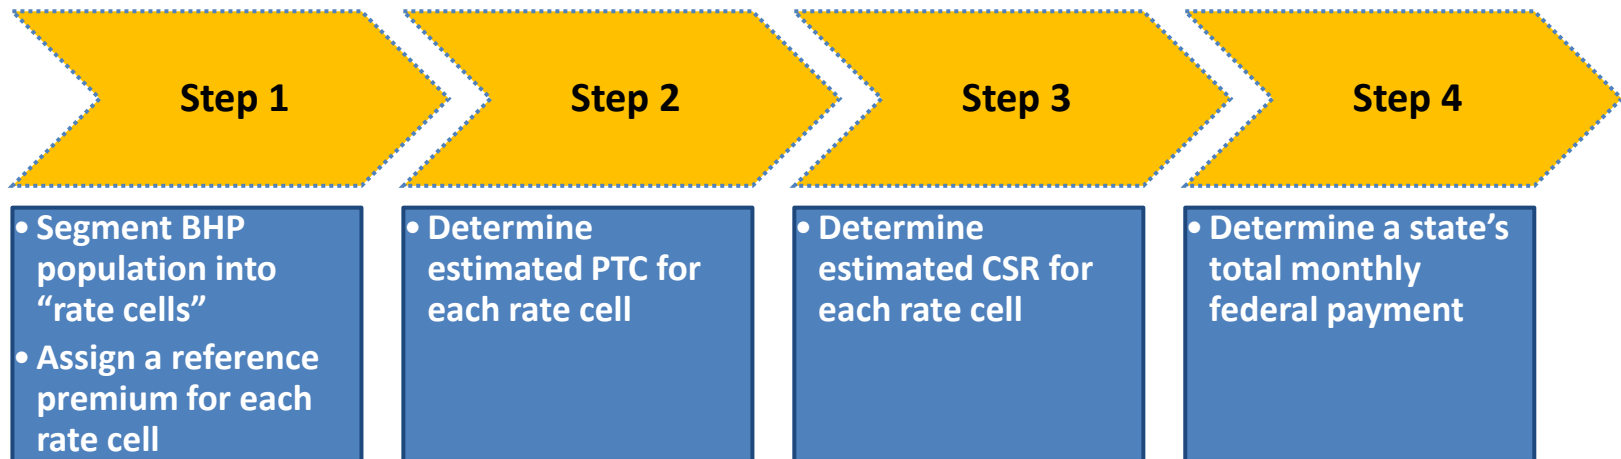 Step 1
Step 2
Step 3
Step 4
• Segment BHP
population into
“rate cells”
• Assign a reference
premium for each
rate cell
• Determine
estimated PTC for
each rate cell
• Determine
estimated CSR for
each rate cell
• Determine a state’s
total monthly
federal payment